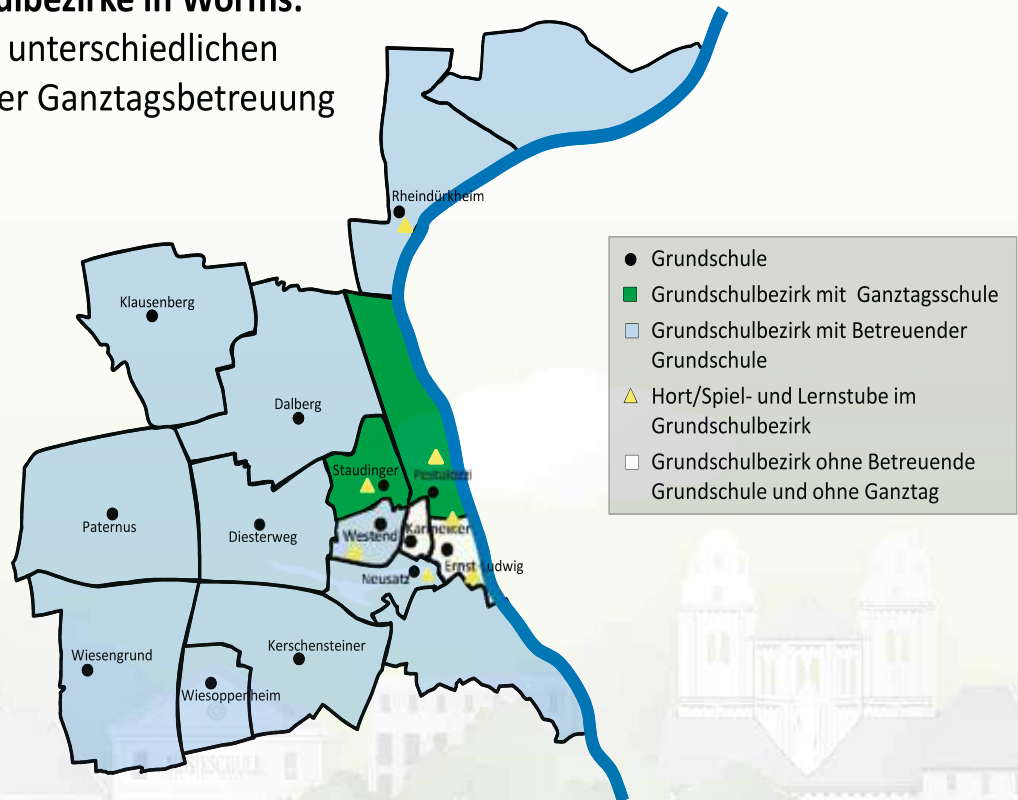 ulbezirke in Worms:
unterschiedlichen
er Ganztagsbetreuung
Rheindürkheim
Klausenberg
Dalberg
Staudinger
Pestalozzi
Paternus
Diesterweg
Westend
Karmeliter
Ernst-Ludwig
Neusatz
Wiesengrund
Kerschensteiner
Wiesoppenheim
Grundschule
Grundschulbezirk mit Ganztagsschule
Grundschulbezirk mit Betreuender
Grundschule
Hort/Spiel- und Lernstube im
Grundschulbezirk
Grundschulbezirk ohne Betreuende
Grundschule und ohne Ganztag